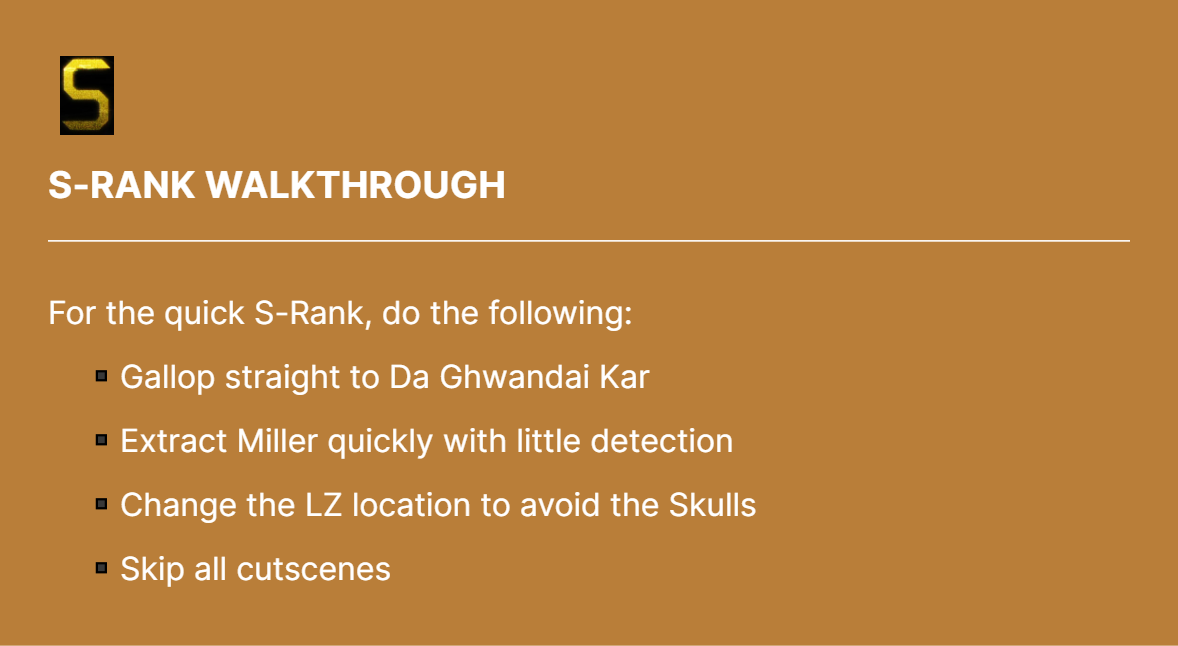 S
S-RANK WALKTHROUGH
For the quick S-Rank, do the following:
Gallop straight to Da Ghwandai Kar
Extract Miller quickly with little detection
Change the LZ location to avoid the Skulls
Skip all cutscenes